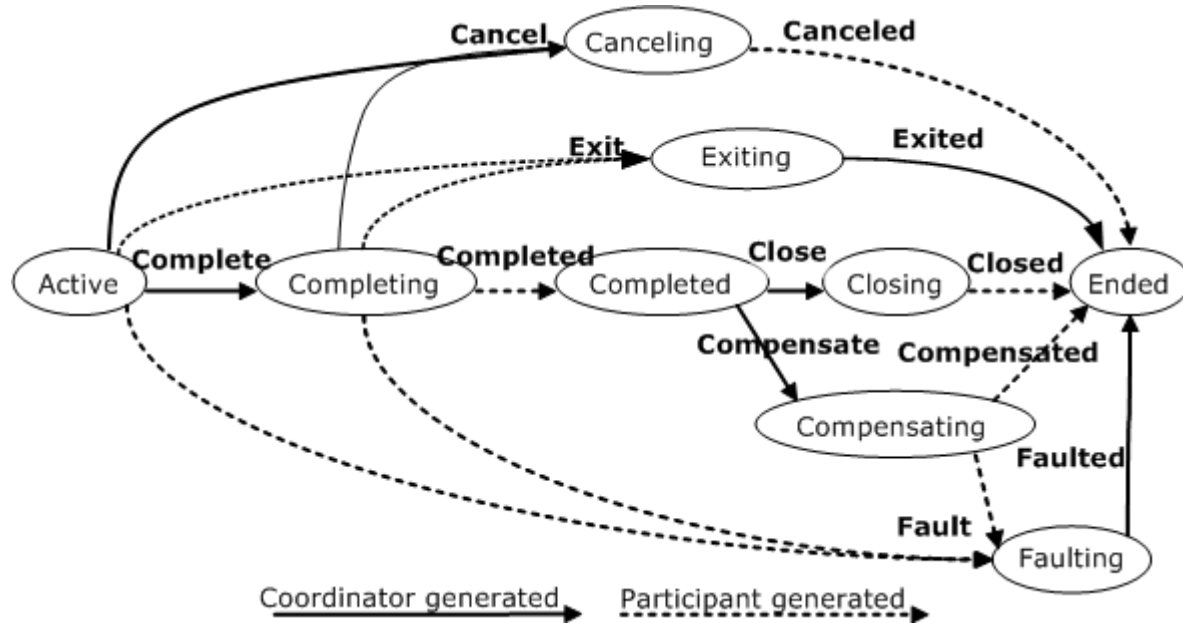 Cancel
Canceling
Canceled
Exit
Exiting
Exited
Active
Complete
Completing
Completed
Completed
Close
Closing
Closed
Ended
Compensate
Compensated
Compensating
Faulted
Fault
Faulting
Coordinator generated
Participant generated